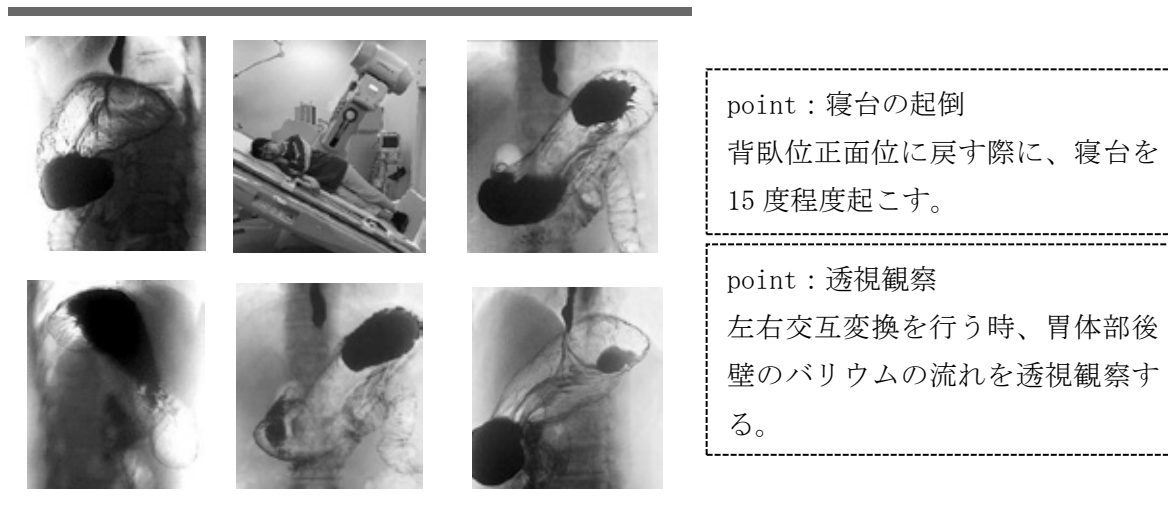 point：寝台の起倒
背臥位正面位に戻す際に、寝台を
15 度程度起こす。
point：透視観察
左右交互変換を行う時、胃体部後
壁のバリウムの流れを透視観察す
る。